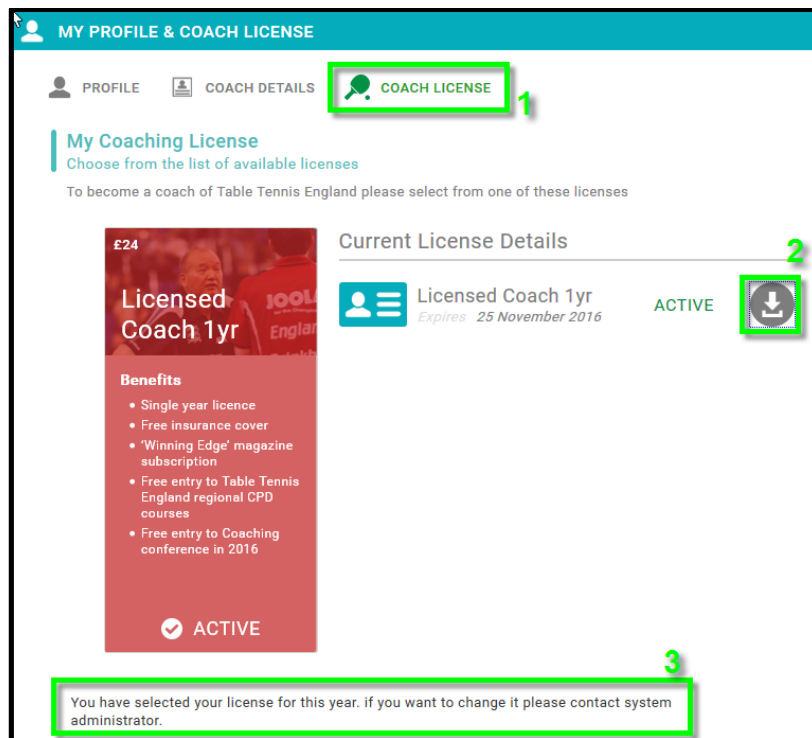 MY PROFILE & COACH LICENSE
PROFILE
COACH DETAILS
COACH LICENSE
1
My Coaching License
Choose from the list of available licenses
To become a coach of Table Tennis England please select from one of these licenses
£24
Licensed
Coach 1yr
JOOL
Englan
Benefits
• Single year licence
• Free insurance cover
• 'Winning Edge' magazine
subscription
• Free entry to Table Tennis
England regional CPD
courses
• Free entry to Coaching
conference in 2016
ACTIVE
Current License Details
2
Licensed Coach 1yr
Expires 25 November 2016
ACTIVE
3
You have selected your license for this year. if you want to change it please contact system
administrator.